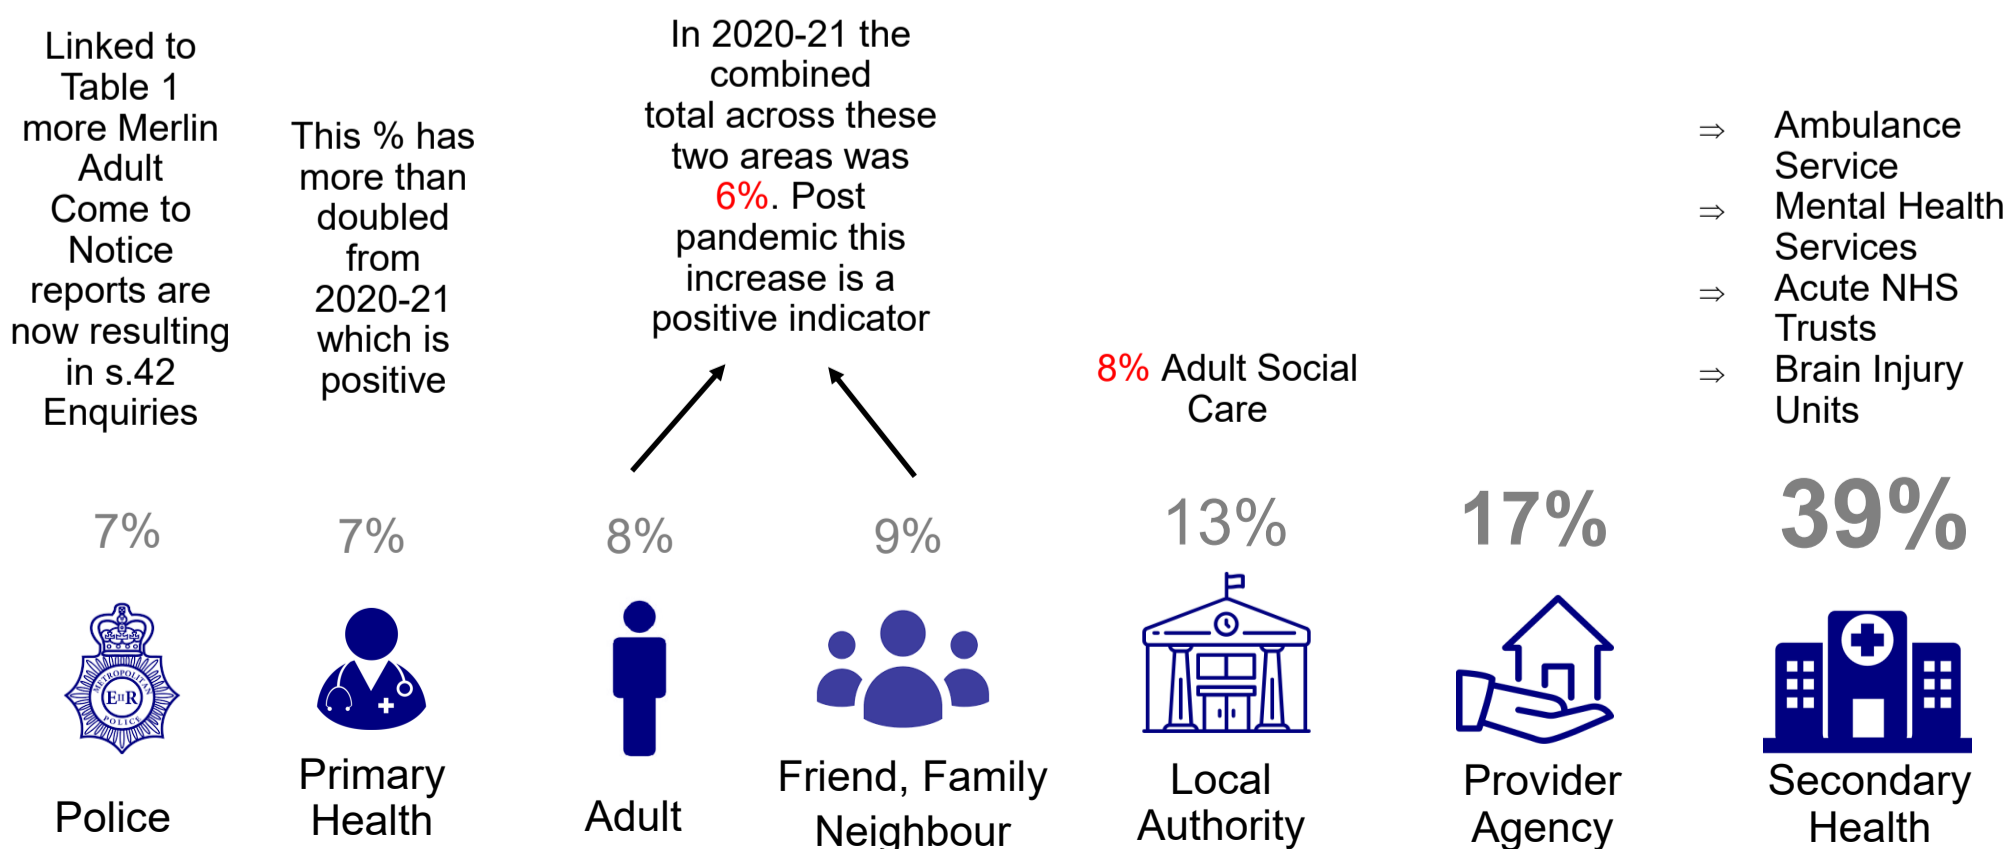 Linked to
Table 1
more Merlin
Adult
Come to
Notice
reports are
now resulting
in s.42
Enquiries
This % has
more than
doubled
from
2020-21
which is
positive
In 2020-21 the
combined
total across these
two areas was
6%. Post
pandemic this
increase is a
positive indicator
8% Adult Social
Care
⇒ Ambulance
Service
⇒ Mental Health
Services
⇒ Acute NHS
Trusts
⇒ Brain Injury
Units
7%
7%
8%
9%
13%
17%
39%
METROPOLITAN
EIIR
POLICE
Police
Primary
Health
Adult
Friend, Family
Neighbour
Local
Authority
Provider
Agency
Secondary
Health